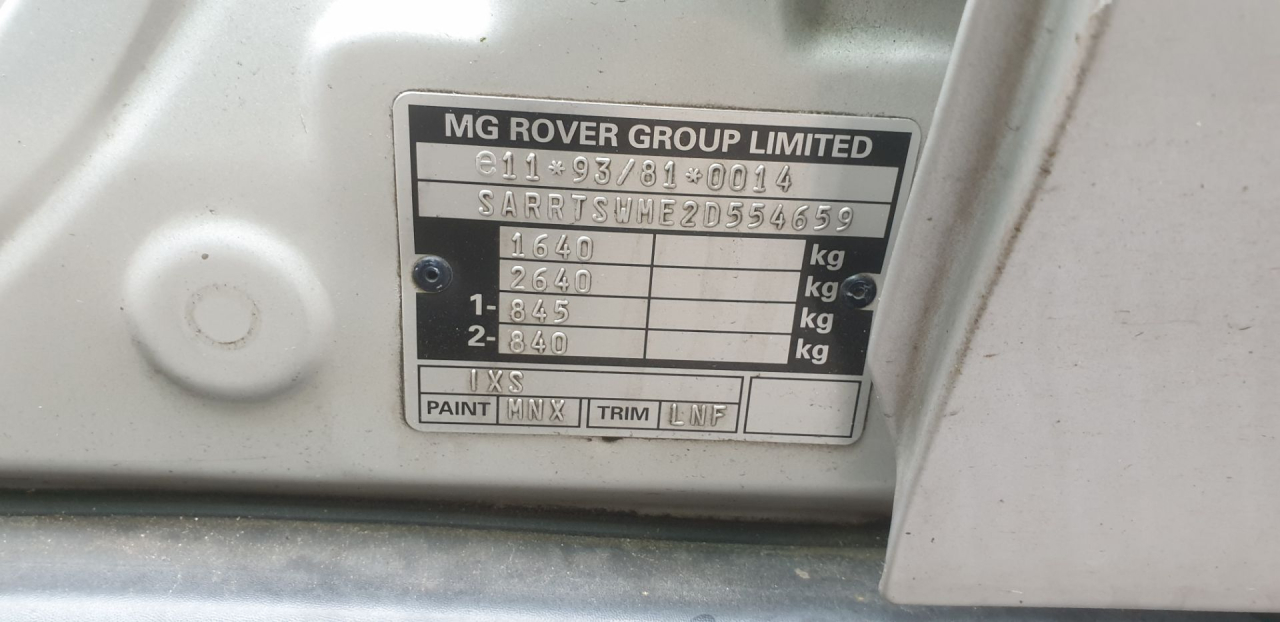 MG ROVER GROUP LIMITED
e11*93/81*0014
SARRTSWME2D554659
1640 kg
2640 kg
1- 845 kg
2- 840 kg
IXS
PAINT MNX TRIM LNF